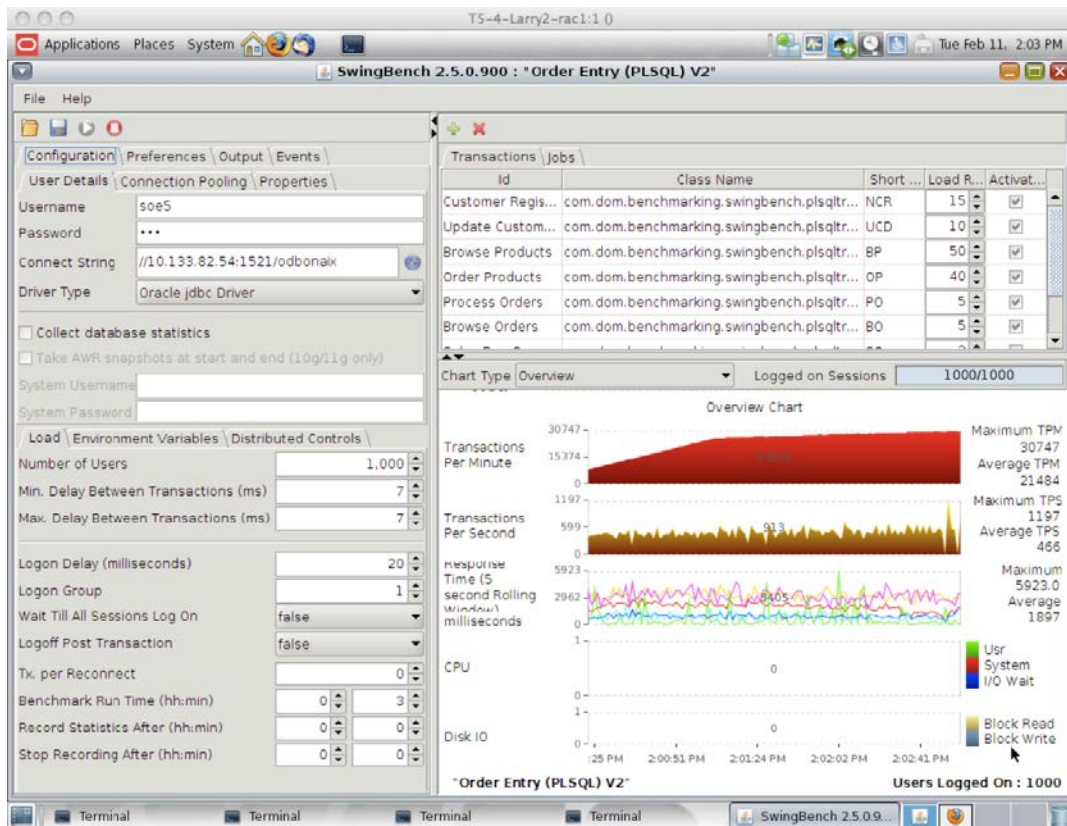 T5-4-Larry2-rac1:1 ()
Applications Places System Tue Feb 11, 2:03 PM
SwingBench 2.5.0.900 : "Order Entry (PLSQL) V2"
File Help
Configuration Preferences Output Events
User Details Connection Pooling Properties
Username soe5
Password •••
Connect String //10.133.82.54:1521/odbonaix
Driver Type Oracle jdbc Driver
Collect database statistics
Take AWR snapshots at start and end (10g/11g only)
System Username
System Password
Load Environment Variables Distributed Controls
Number of Users 1,000
Min. Delay Between Transactions (ms) 7
Max. Delay Between Transactions (ms) 7
Logon Delay (milliseconds) 20
Logon Group 1
Wait Till All Sessions Log On false
Logoff Post Transaction false
Tx. per Reconnect 0
Benchmark Run Time (hh:min) 0 3
Record Statistics After (hh:min) 0 0
Stop Recording After (hh:min) 0 0
Transactions Jobs
Id Class Name Short ... Load R... Activat...
Customer Regis... com.dom.benchmarking.swingbench.plsqltr... NCR 15
Update Custom... com.dom.benchmarking.swingbench.plsqltr... UCD 10
Browse Products com.dom.benchmarking.swingbench.plsqltr... BP 50
Order Products com.dom.benchmarking.swingbench.plsqltr... OP 40
Process Orders com.dom.benchmarking.swingbench.plsqltr... PO 5
Browse Orders com.dom.benchmarking.swingbench.plsqltr... BO 5
Chart Type Overview Logged on Sessions 1000/1000
Overview Chart
Transactions
Per Minute
30747
15374
0
Maximum TPM
30747
Average TPM
21484
Transactions
Per Second
1197
599
0
913
Maximum TPS
1197
Average TPS
466
Response
Time (5
second Rolling
Window)
milliseconds
5923
2962
0
Maximum
5923.0
Average
1897
CPU
1
0
0
Usr
System
I/O Wait
Disk IO
1
0
0
Block Read
Block Write
:25 PM 2:00:51 PM 2:01:24 PM 2:02:02 PM 2:02:41 PM
"Order Entry (PLSQL) V2" Users Logged On : 1000
Terminal Terminal Terminal Terminal SwingBench 2.5.0.9...